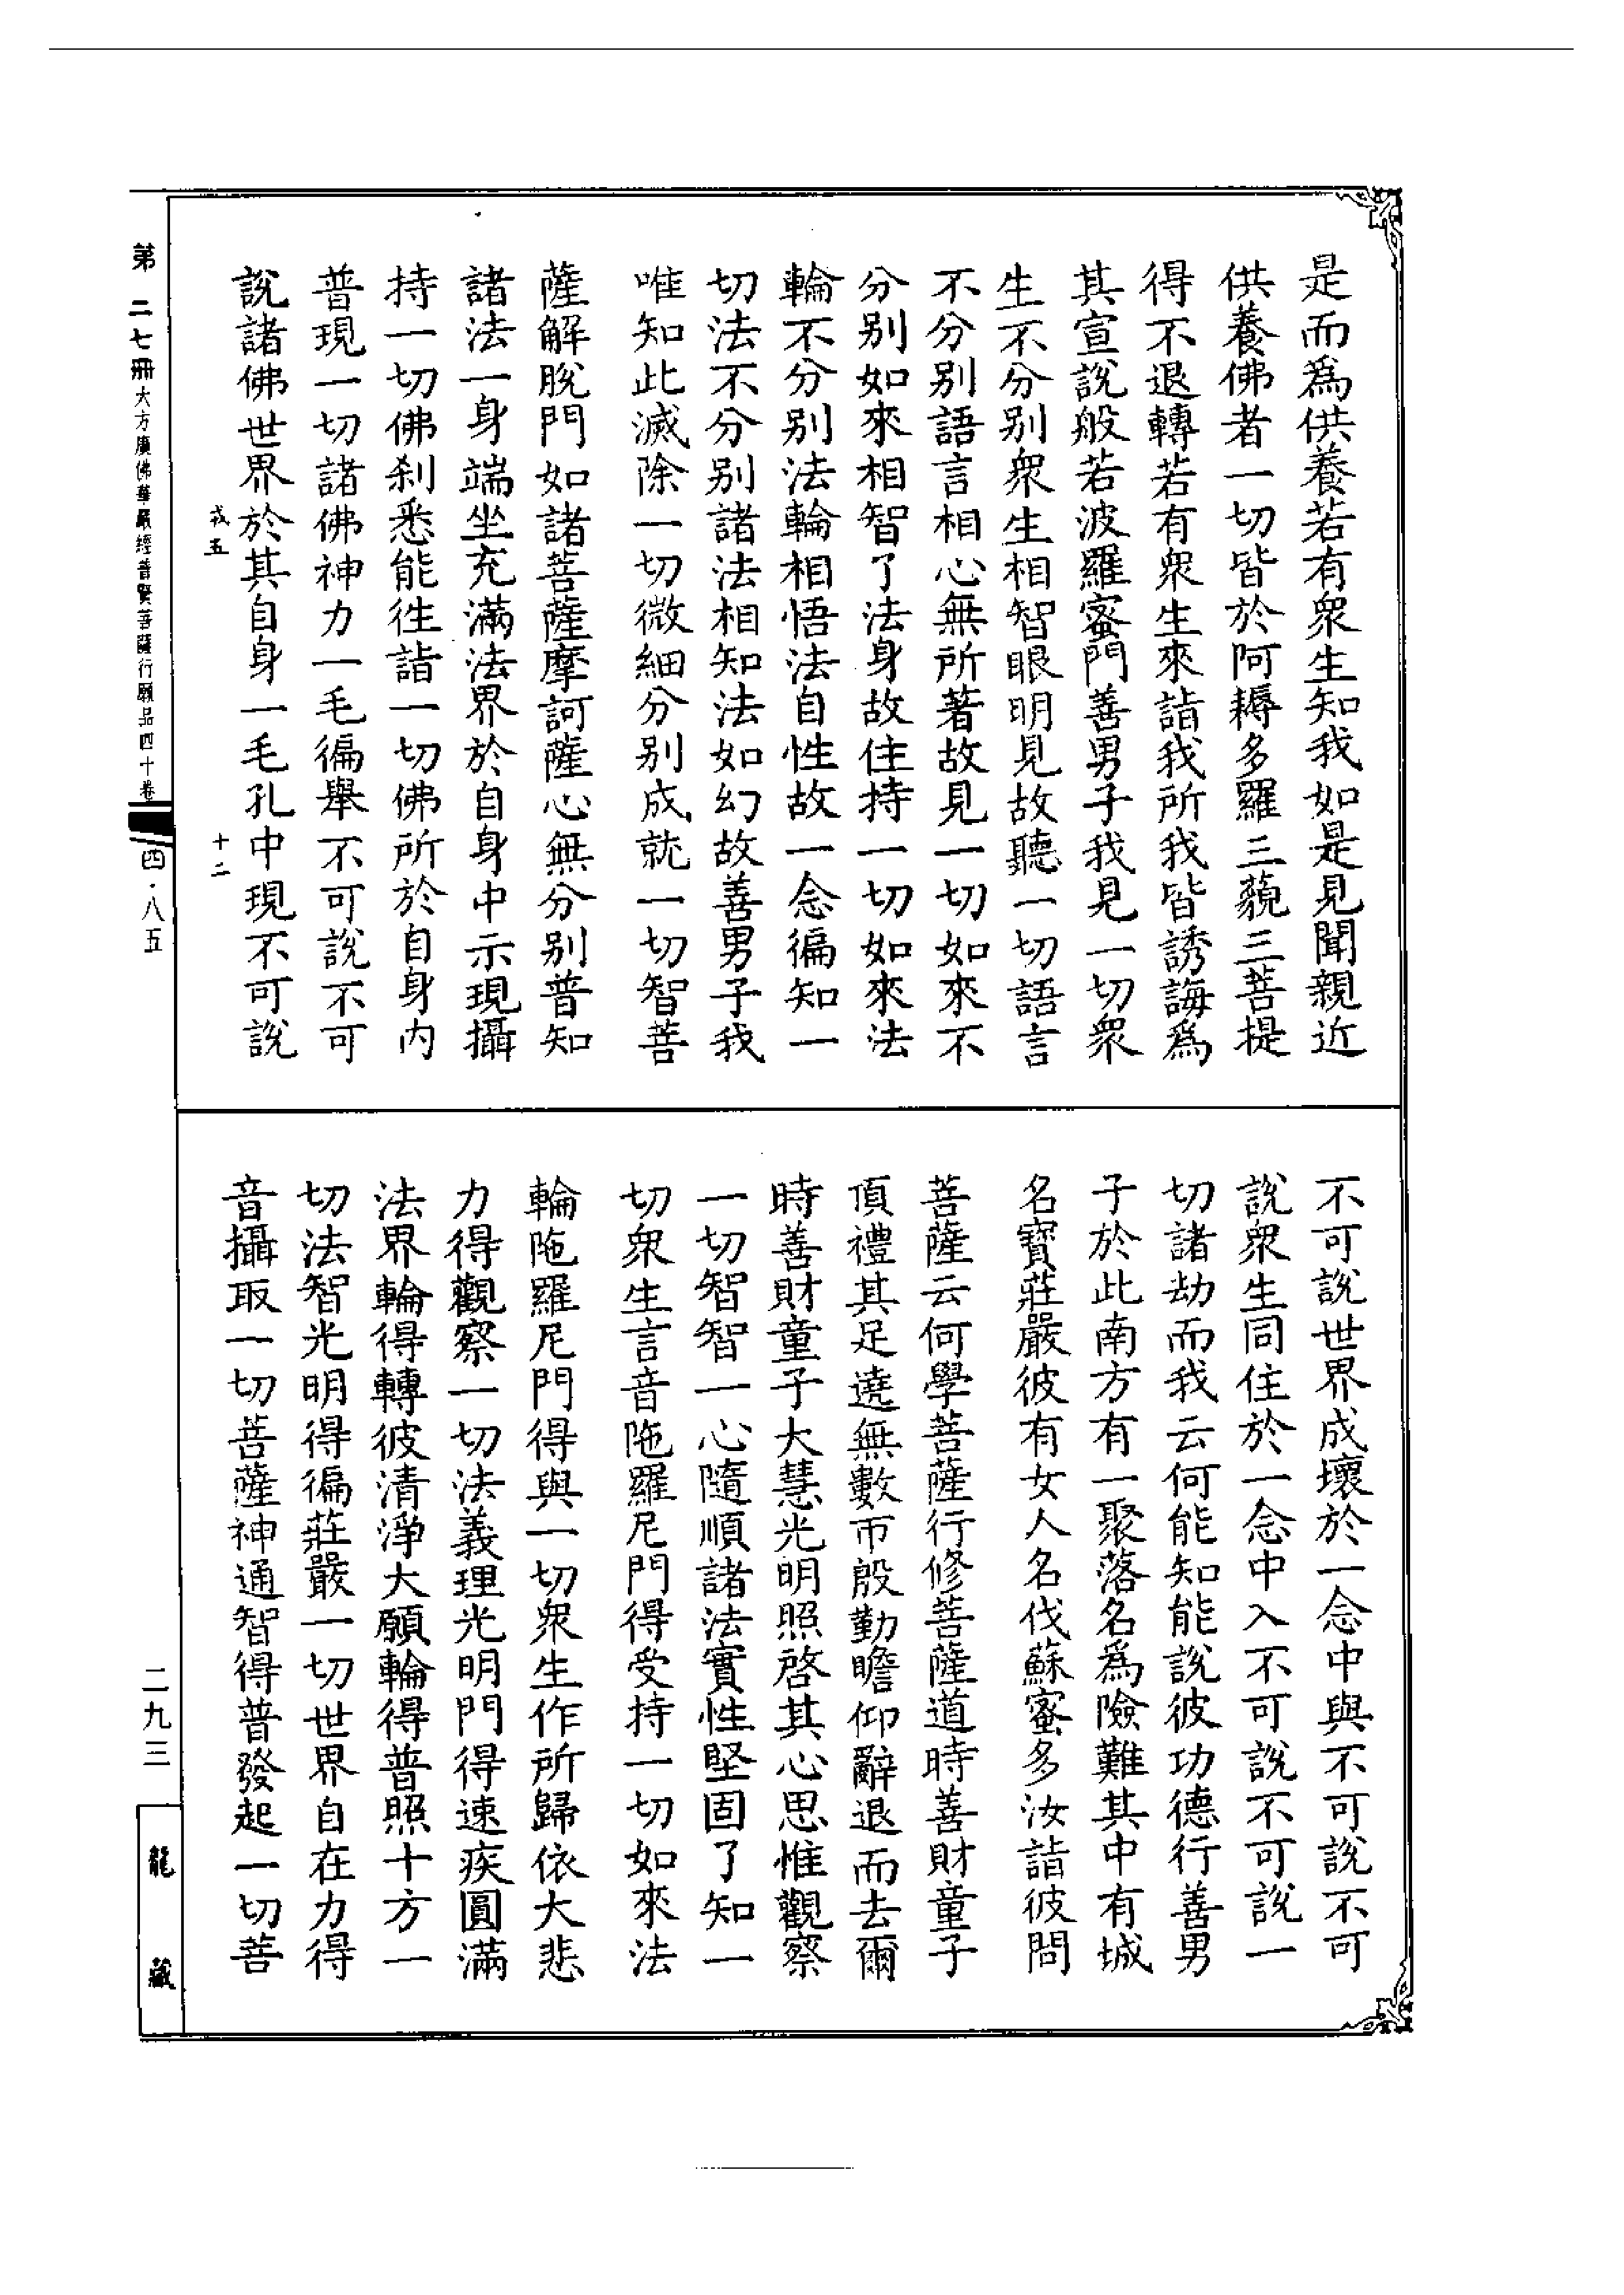 是而爲供養若有衆生知我如是見聞親近
供養佛者一切皆於阿耨多羅三藐三菩提
得不退轉若有衆生來詣我所我皆誘誨爲
其宣說般若波羅蜜門善男子我見一切衆
生不分别衆生相智眼明見故聽一切語言
不分别語言相心無所著故見一切如來不
分别如來相智了法身故住持一切如來法
輪不分别法輪相悟法自性故一念徧知一
切法不分别諸法相知法如幻故善男子我
唯知此滅除一切微細分别成就一切智菩
薩解脫門如諸菩薩摩訶薩心無分别普知
諸法一身端坐充滿法界於自身中示現攝
持一切佛刹悉能徃詣一切佛所於自身內
普現一切諸佛神力一毛徧舉不可說不可
說諸佛世界於其自身一毛孔中現不可說
戎五
十二
不可說世界成壞於一念中與不可說不可
說衆生同住於一念中入不可說不可說一
切諸劫而我云何能知能說彼功德行善男
子於此南方有一聚落名爲險難其中有城
名寶莊嚴彼有女人名伐蘇蜜多汝詣彼問
菩薩云何學菩薩行修菩薩道時善財童子
頂禮其足遶無數帀殷勤瞻仰辭退而去爾
時善財童子大慧光明照啓其心思惟觀察
一切智智一心隨順諸法實性堅固了知一
切衆生言音陁羅尼門得受持一切如來法
輪陁羅尼門得與一切衆生作所歸依大悲
力得觀察一切法義理光明門得速疾圓滿
法界輪得轉彼清淨大願輪得普照十方一
切法智光明得徧莊嚴一切世界自在力得
音攝取一切菩薩神通智得普發起一切善
第二七冊 大方廣佛華嚴經普賢菩薩行願品四十卷
四·八五
二九三
龍藏